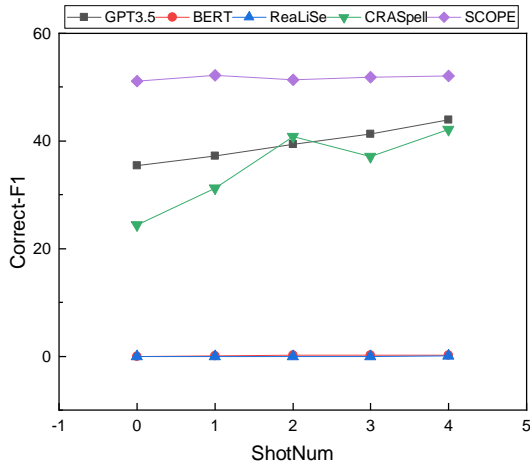 GPT3.5 BERT ReaLiSe CRASpell SCOPE
60
40
20
0
Correct-F1
-1 0 1 2 3 4 5
ShotNum